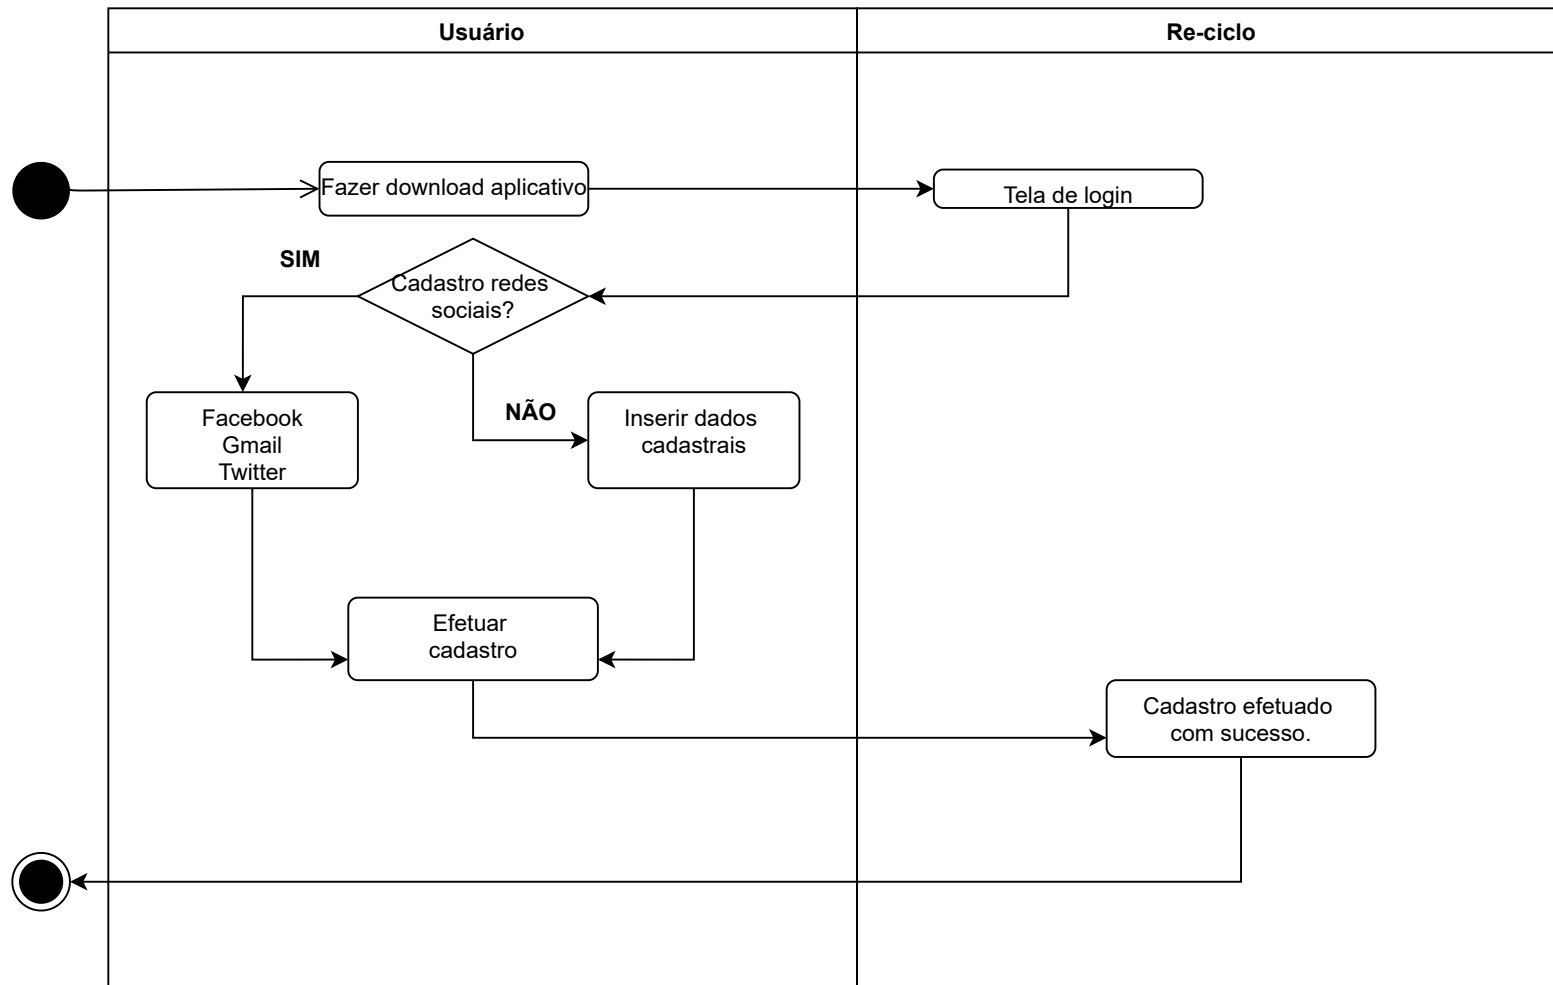 Usuário
Re-ciclo
Fazer download aplicativo
Tela de login
SIM
Cadastro redes
sociais?
Facebook
Gmail
Twitter
NÃO
Inserir dados
cadastrais
Efetuar
cadastro
Cadastro efetuado
com sucesso.